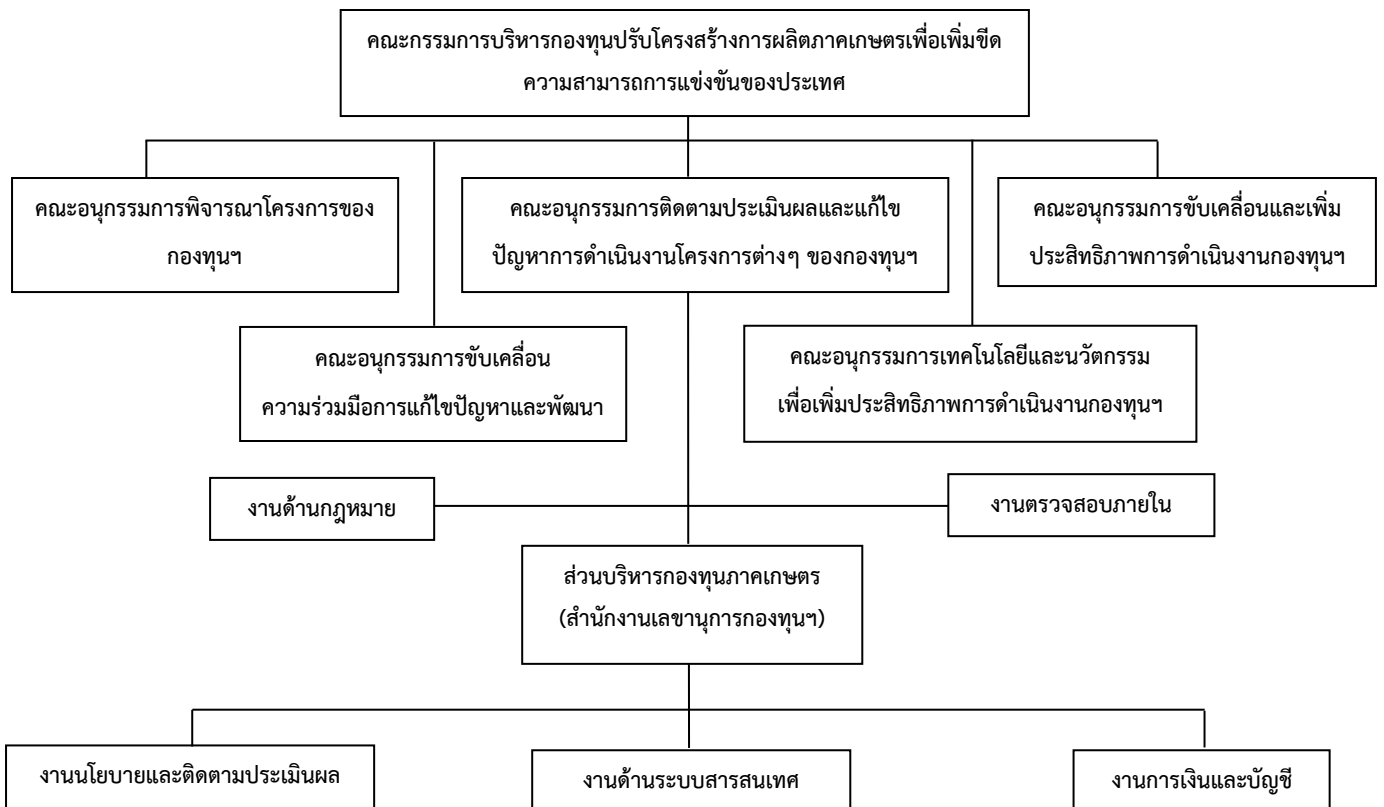 คณะกรรมการบริหารกองทุนปรับโครงสร้างการผลิตภาคเกษตรเพื่อเพิ่มขีด
ความสามารถการแข่งขันของประเทศ
คณะอนุกรรมการพิจารณาโครงการของ
กองทุนฯ
คณะอนุกรรมการติดตามประเมินผลและแก้ไข
ปัญหาการดำเนินงานโครงการต่างๆ ของกองทุนฯ
คณะอนุกรรมการขับเคลื่อนและเพิ่ม
ประสิทธิภาพการดำเนินงานกองทุนฯ
คณะอนุกรรมการขับเคลื่อน
ความร่วมมือการแก้ไขปัญหาและพัฒนา
คณะอนุกรรมการเทคโนโลยีและนวัตกรรม
เพื่อเพิ่มประสิทธิภาพการดำเนินงานกองทุนฯ
งานด้านกฎหมาย
งานตรวจสอบภายใน
ส่วนบริหารกองทุนภาคเกษตร
(สำนักงานเลขานุการกองทุนฯ)
งานนโยบายและติดตามประเมินผล
งานด้านระบบสารสนเทศ
งานการเงินและบัญชี